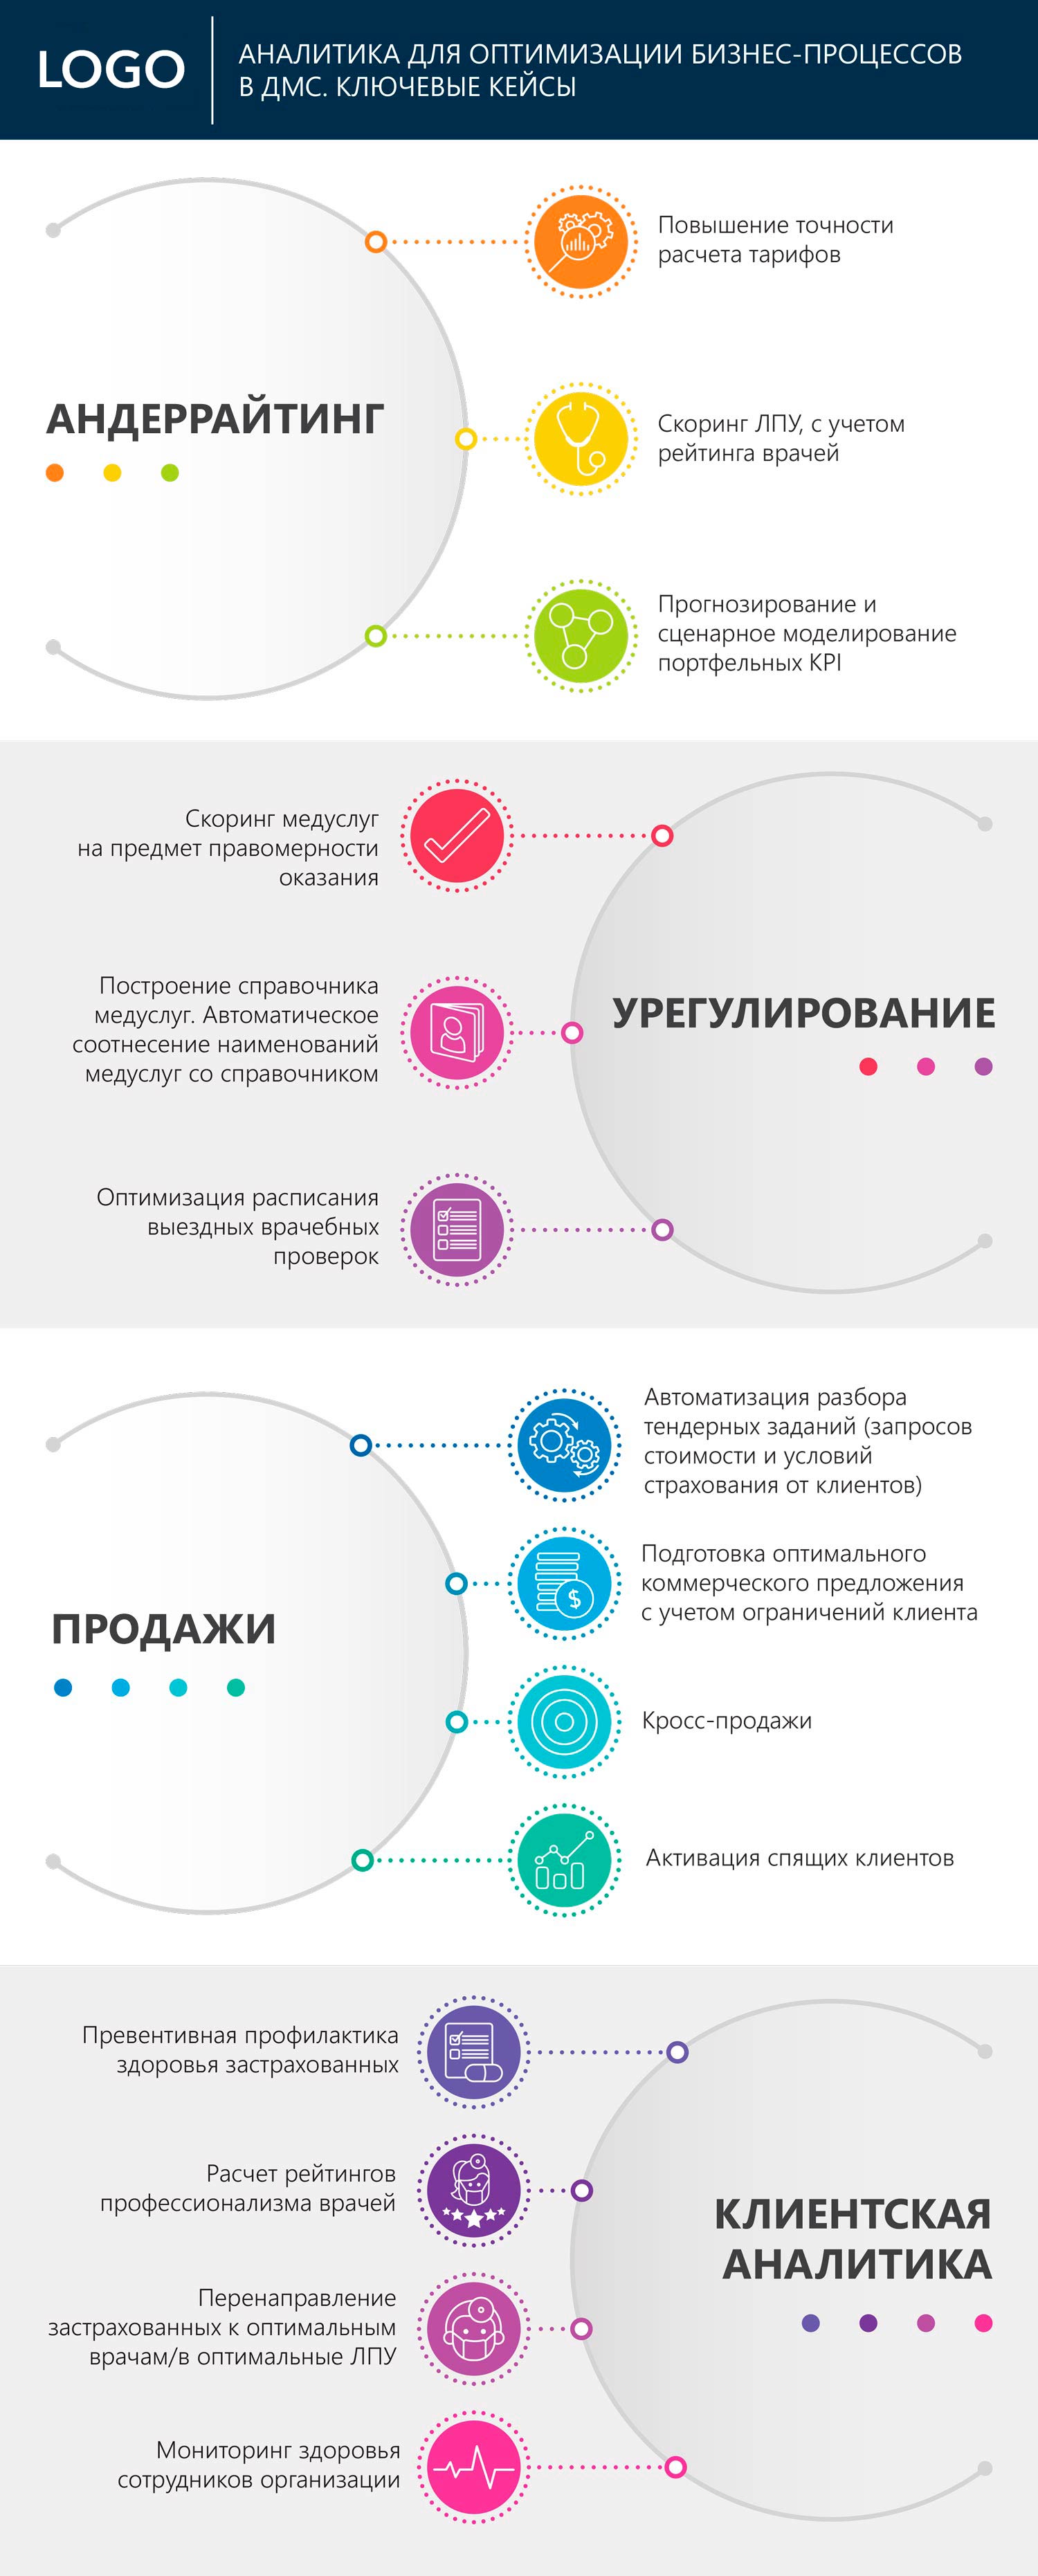 LOGO
АНАЛИТИКА ДЛЯ ОПТИМИЗАЦИИ БИЗНЕС-ПРОЦЕССОВ
В ДМС. КЛЮЧЕВЫЕ КЕЙСЫ
АНДЕРРАЙТИНГ
Повышение точности
расчета тарифов
Скоринг ЛПУ, с учетом
рейтинга врачей
Прогнозирование и
сценарное моделирование
портфельных KPI
УРЕГУЛИРОВАНИЕ
Скоринг медуслуг
на предмет правомерности
оказания
Построение справочника
медуслуг. Автоматическое
соотнесение наименований
медуслуг со справочником
Оптимизация расписания
выездных врачебных
проверок
ПРОДАЖИ
Автоматизация разбора
тендерных заданий (запросов
стоимости и условий
страхования от клиентов)
Подготовка оптимального
коммерческого предложения
с учетом ограничений клиента
$
Кросс-продажи
Активация спящих клиентов
КЛИЕНТСКАЯ
АНАЛИТИКА
Превентивная профилактика
здоровья застрахованных
Расчет рейтингов
профессионализма врачей
Перенаправление
застрахованных к оптимальным
врачам/в оптимальные ЛПУ
Мониторинг здоровья
сотрудников организации